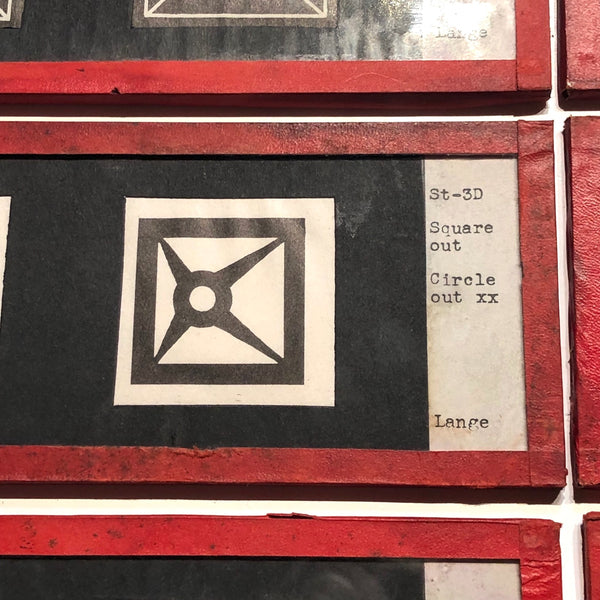 Lange
St-3D
Square
out
Circle
out xx
Lange